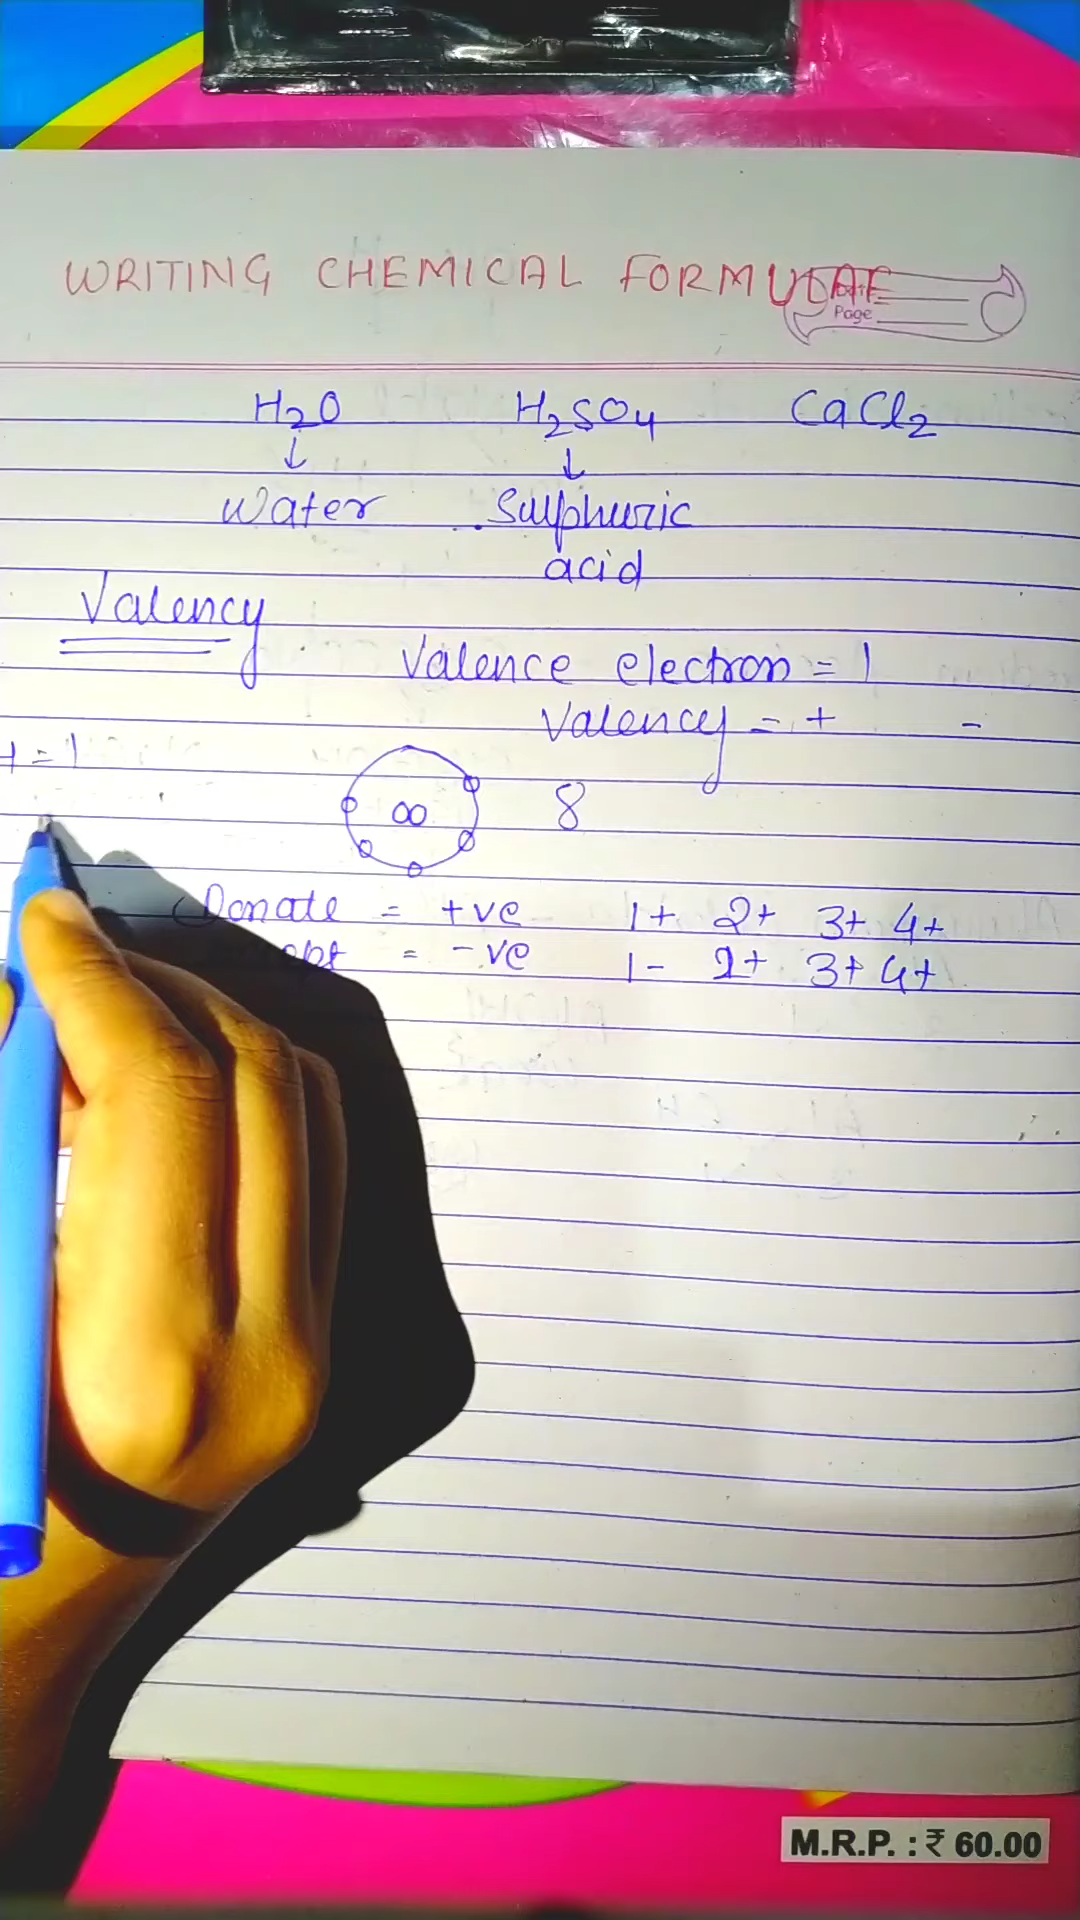 WRITING CHEMICAL FORMULAE
Page
H2O H2SO4 CaCl2
↓ ↓
Water Sulphuric
acid
Valency
Valence electron = 1
Valency = + -
= 1
8
Donate = +ve 1+ 2+ 3+ 4+
= -ve 1- 2+ 3+ 4+
M.R.P. : ₹ 60.00